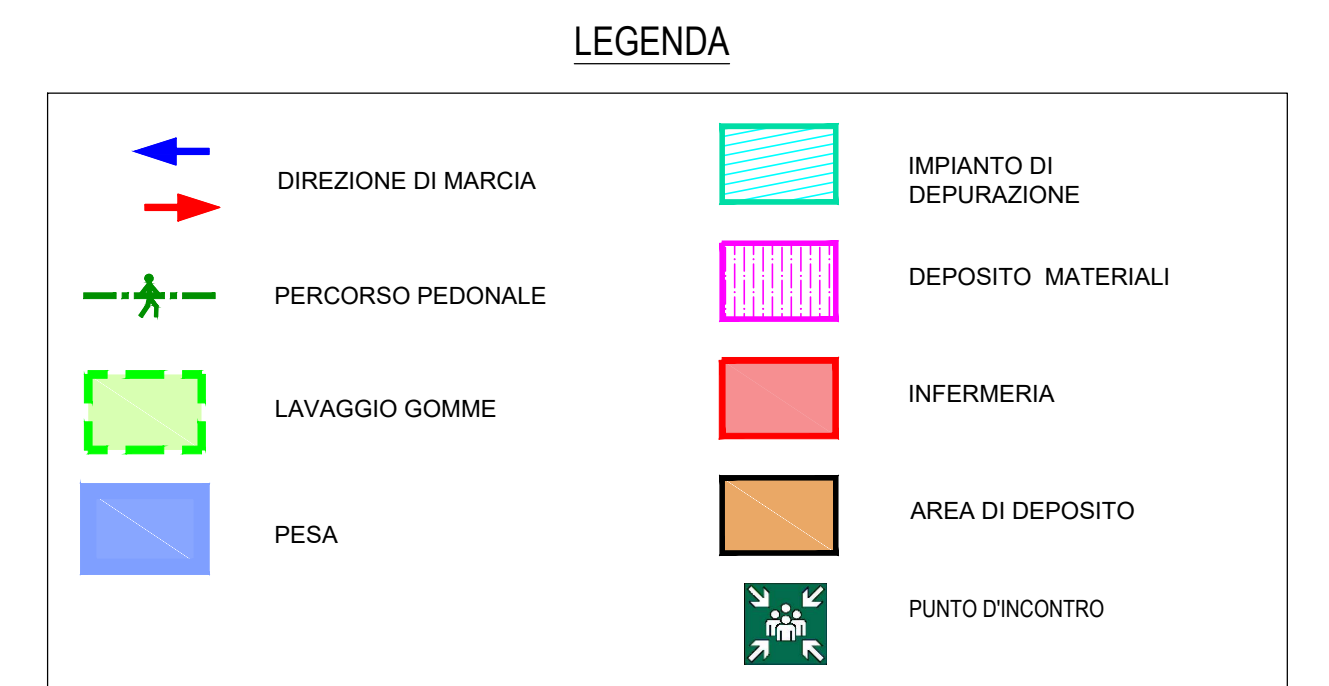 LEGENDA
DIREZIONE DI MARCIA
PERCORSO PEDONALE
LAVAGGIO GOMME
PESA
IMPIANTO DI
DEPURAZIONE
DEPOSITO MATERIALI
INFERMERIA
AREA DI DEPOSITO
PUNTO D'INCONTRO